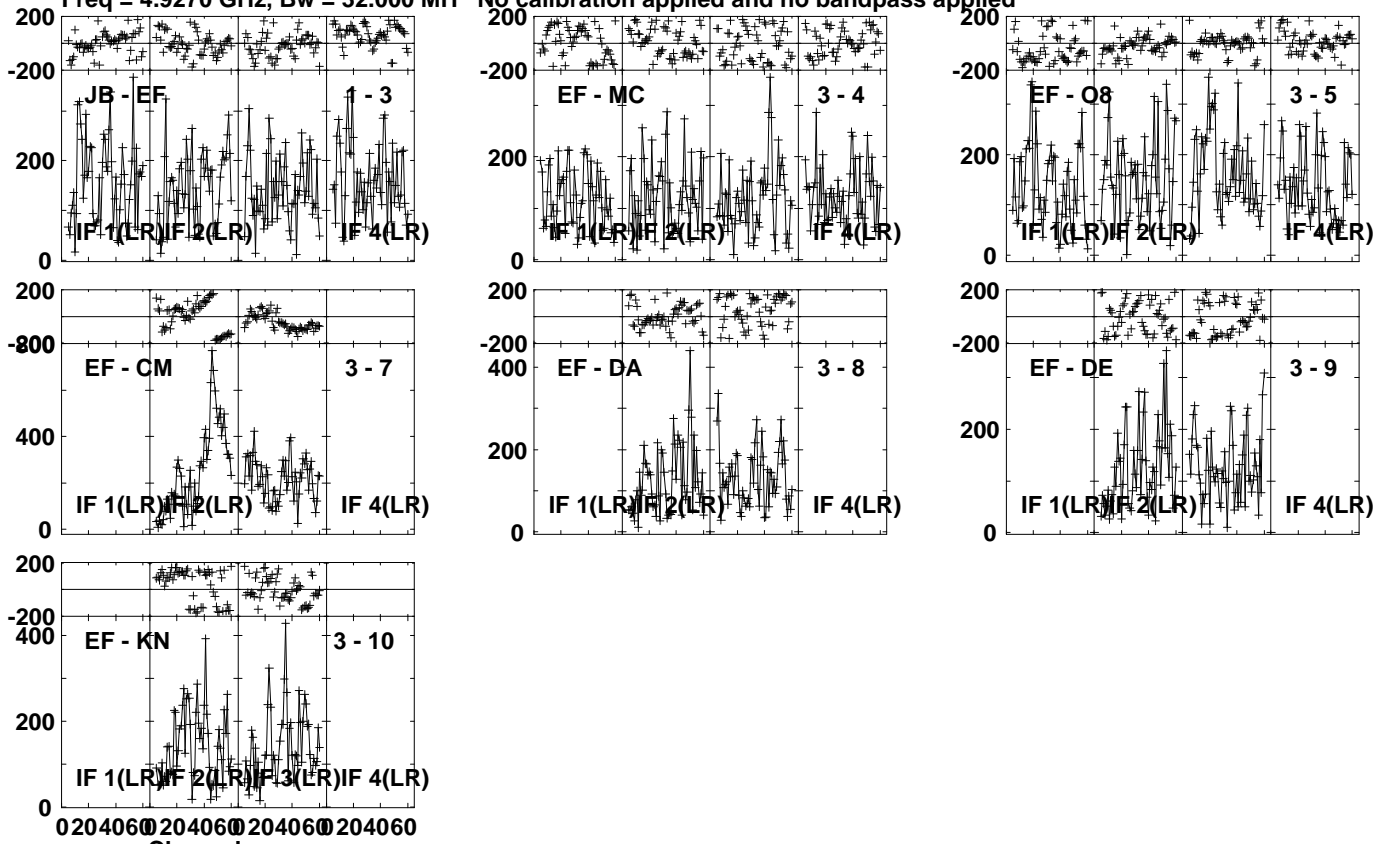 Freq = 4.9270 GHz, Bw = 32.000 MH No calibration applied and no bandpass applied
200 200 200
-200 -200 -200
JB - EF 1 - 3 EF - MC 3 - 4 EF - O8 3 - 5
200 200 200
IF 1(LR) IF 2(LR) IF 4(LR) IF 1(LR) IF 2(LR) IF 4(LR) IF 1(LR) IF 2(LR) IF 4(LR)
0 0 0
200 200 200
-200 -200 -200
800
EF - CM 3 - 7 EF - DA 3 - 8 EF - DE 3 - 9
400
400 200 200
IF 1(LR) IF 2(LR) IF 4(LR) IF 1(LR) IF 2(LR) IF 4(LR) IF 1(LR) IF 2(LR) IF 4(LR)
0 0 0
200
-200
EF - KN 3 - 10
400
200
IF 1(LR) IF 2(LR) IF 3(LR) IF 4(LR)
0
0 20 40 60 0 20 40 60 0 20 40 60 0 20 40 60